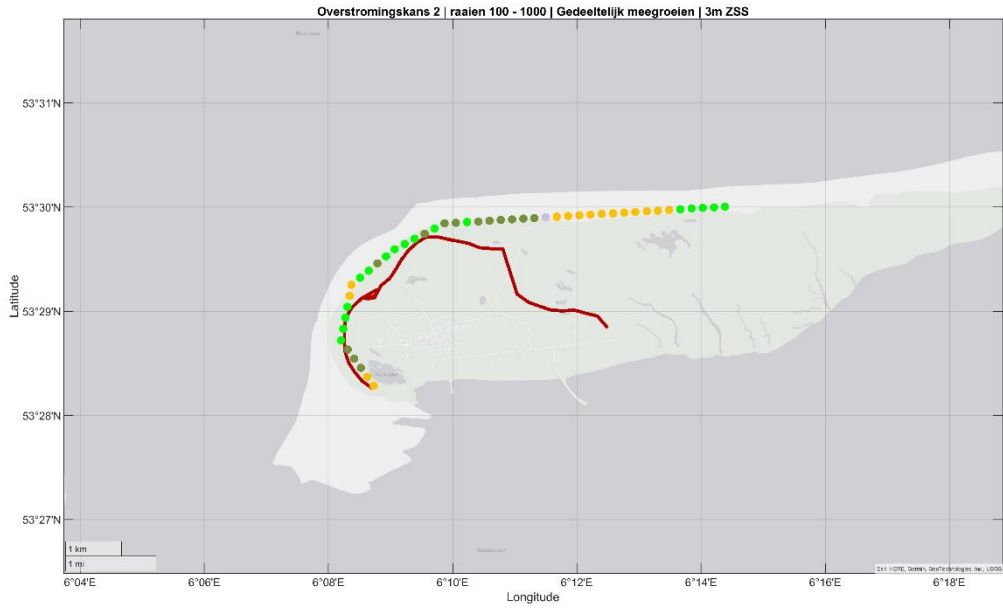 Overstromingskans 2 | raaien 100 - 1000 | Gedeeltelijk meegroeien | 3m ZSS
53°31'N
53°30'N
53°29'N
53°28'N
53°27'N
Latitude
1 km
1 mi
Esri, HERE, Garmin, GeoTechnologies, Inc., USGS
6°04'E
6°06'E
6°08'E
6°10'E
6°12'E
6°14'E
6°16'E
6°18'E
Longitude